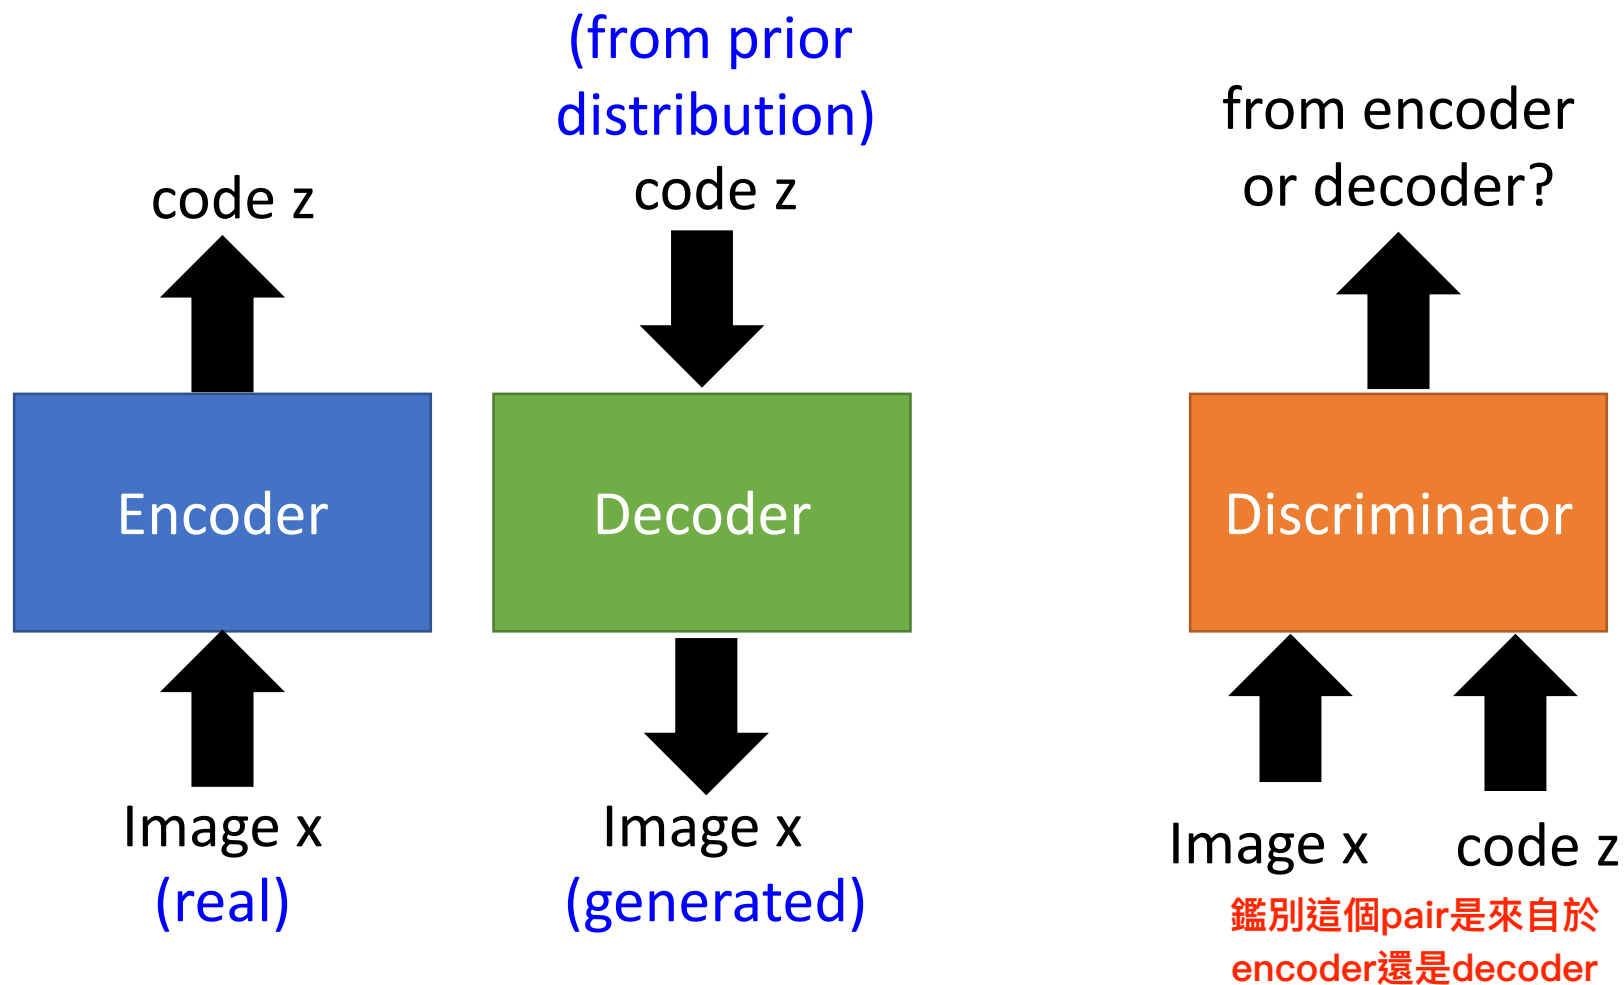 code z
Encoder
Image x
(real)
(from prior
distribution)
code z
Decoder
Image x
(generated)
from encoder
or decoder?
Discriminator
Image x
code z
鑑別這個pair是來自於
encoder還是decoder